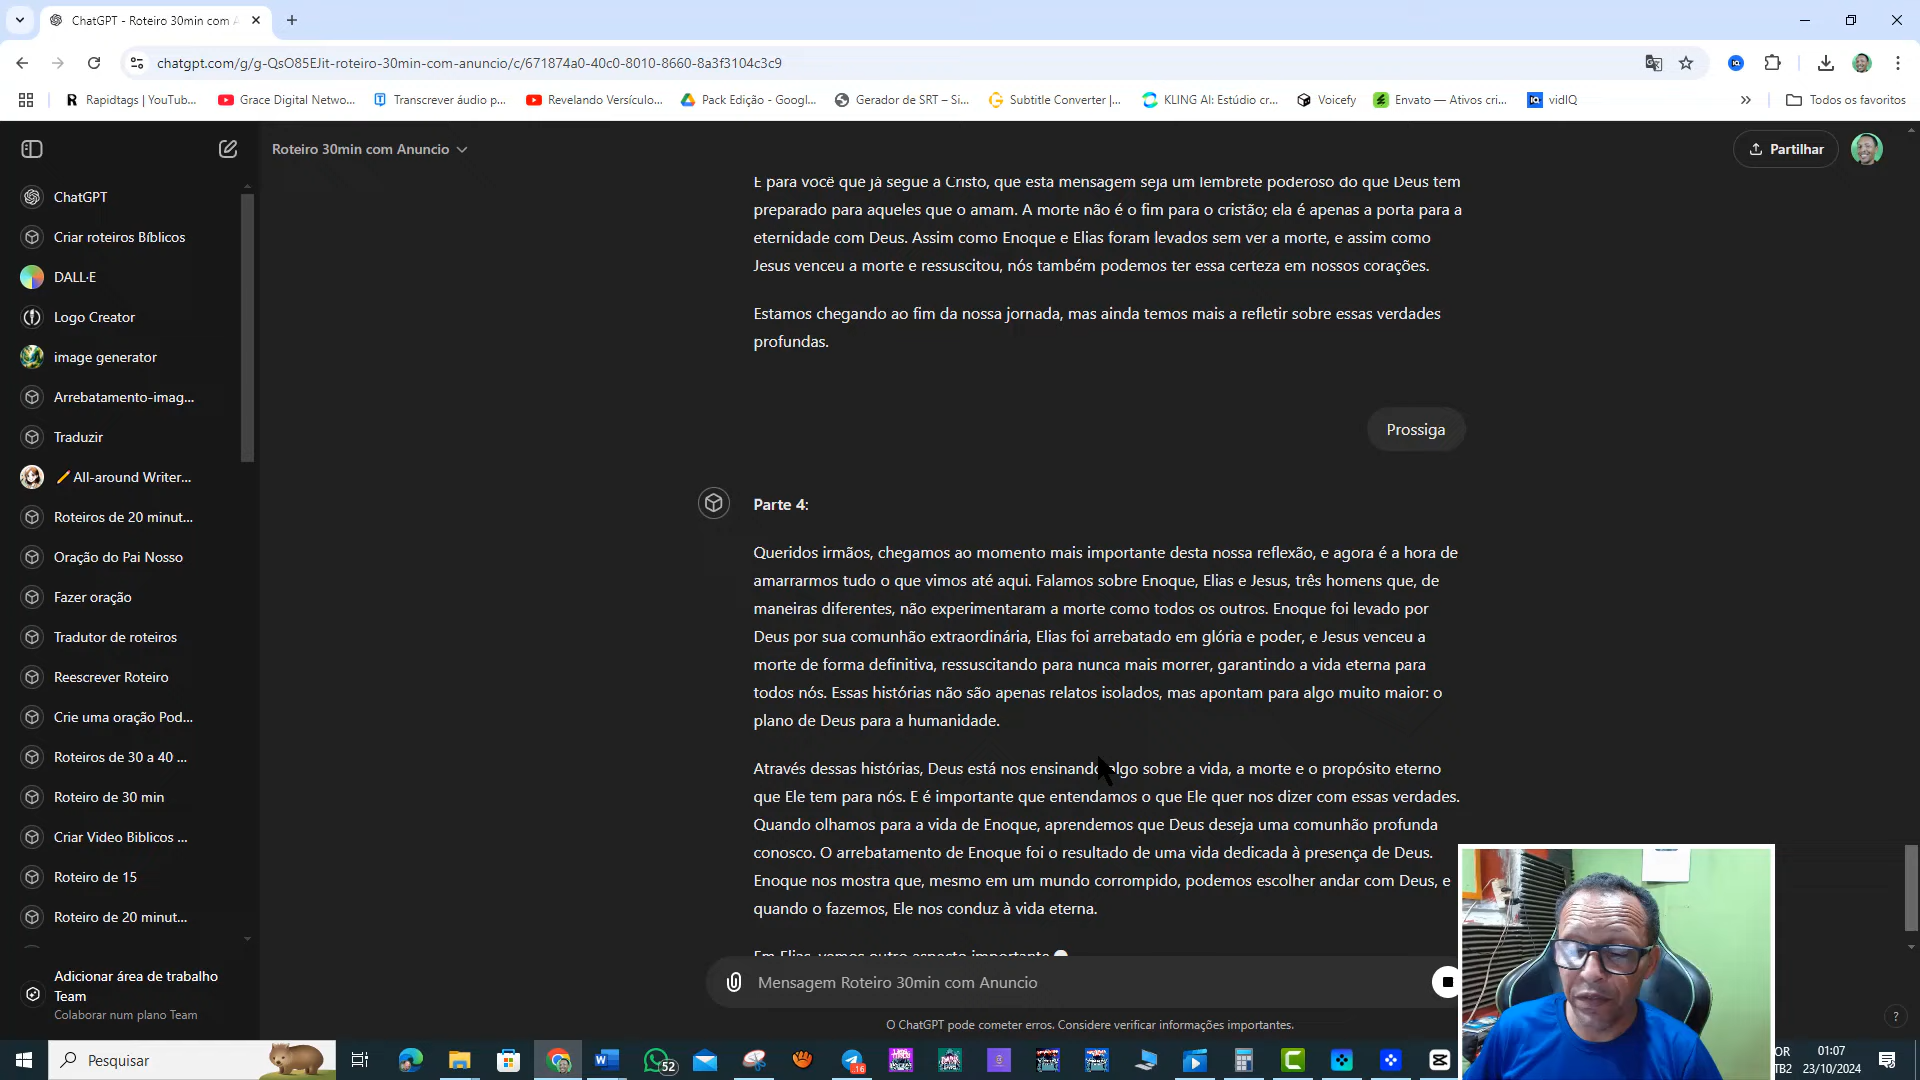 ChatGPT - Roteiro 30min com A
chatgpt.com/g/g-QsO85EJit-roteiro-30min-com-anuncio/c/671874a0-40c0-8010-8660-8a3f3104c3c9
Rapidtags | YouTub...
Grace Digital Netwo...
Transcrever áudio p...
Revelando Versículo...
Pack Edição - Googl...
Gerador de SRT – Si...
Subtitle Converter |...
KLING AI: Estúdio cr...
Voicefy
Envato — Ativos cri...
vidIQ
Todos os favoritos
Roteiro 30min com Anuncio
Partilhar
ChatGPT
Criar roteiros Bíblicos
DALL·E
Logo Creator
image generator
Arrebatamento-imag...
Traduzir
All-around Writer...
Roteiros de 20 minut...
Oração do Pai Nosso
Fazer oração
Tradutor de roteiros
Reescrever Roteiro
Crie uma oração Pod...
Roteiros de 30 a 40 ...
Roteiro de 30 min
Criar Video Biblicos ...
Roteiro de 15
Roteiro de 20 minut...
Adicionar área de trabalho
Team
Colaborar num plano Team
E para você que já segue a Cristo, que esta mensagem seja um lembrete poderoso do que Deus tem
preparado para aqueles que o amam. A morte não é o fim para o cristão; ela é apenas a porta para a
eternidade com Deus. Assim como Enoque e Elias foram levados sem ver a morte, e assim como
Jesus venceu a morte e ressuscitou, nós também podemos ter essa certeza em nossos corações.
Estamos chegando ao fim da nossa jornada, mas ainda temos mais a refletir sobre essas verdades
profundas.
Prossiga
Parte 4:
Queridos irmãos, chegamos ao momento mais importante desta nossa reflexão, e agora é a hora de
amarrarmos tudo o que vimos até aqui. Falamos sobre Enoque, Elias e Jesus, três homens que, de
maneiras diferentes, não experimentaram a morte como todos os outros. Enoque foi levado por
Deus por sua comunhão extraordinária, Elias foi arrebatado em glória e poder, e Jesus venceu a
morte de forma definitiva, ressuscitando para nunca mais morrer, garantindo a vida eterna para
todos nós. Essas histórias não são apenas relatos isolados, mas apontam para algo muito maior: o
plano de Deus para a humanidade.
Através dessas histórias, Deus está nos ensinando algo sobre a vida, a morte e o propósito eterno
que Ele tem para nós. E é importante que entendamos o que Ele quer nos dizer com essas verdades.
Quando olhamos para a vida de Enoque, aprendemos que Deus deseja uma comunhão profunda
conosco. O arrebatamento de Enoque foi o resultado de uma vida dedicada à presença de Deus.
Enoque nos mostra que, mesmo em um mundo corrompido, podemos escolher andar com Deus, e
quando o fazemos, Ele nos conduz à vida eterna.
Em Elias, vemos outro aspecto importante
Mensagem Roteiro 30min com Anuncio
O ChatGPT pode cometer erros. Considere verificar informações importantes.
?
Pesquisar
52
16
OR
TB2
01:07
23/10/2024